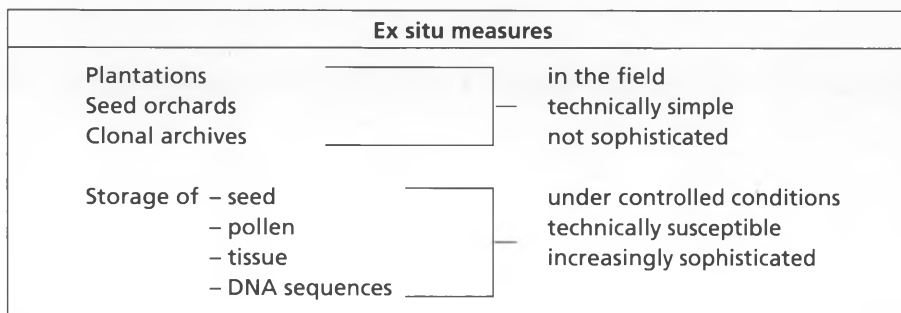 Ex situ measures
Plantations in the field
Seed orchards technically simple
Clonal archives not sophisticated
Storage of – seed under controlled conditions
– pollen technically susceptible
– tissue increasingly sophisticated
– DNA sequences